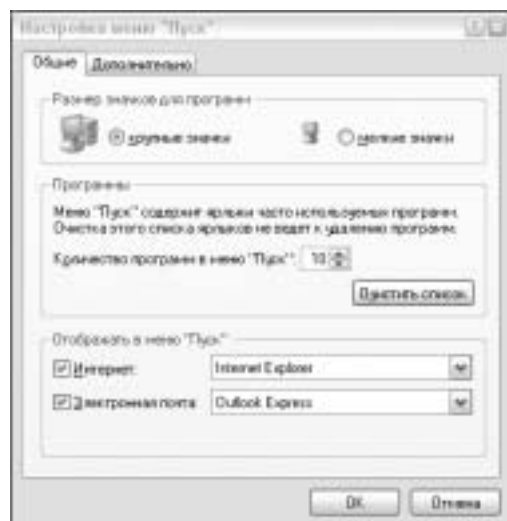 Настройка меню "Пуск"
Общие Дополнительно
Размер значков для программ
крупные значки мелкие значки
Программы
Меню "Пуск" содержит ярлыки часто используемых программ.
Очистка этого списка ярлыков не ведет к удалению программ.
Количество программ в меню "Пуск": 10
Очистить список
Отображать в меню "Пуск"
Интернет: Internet Explorer
Электронная почта: Outlook Express
OK Отмена